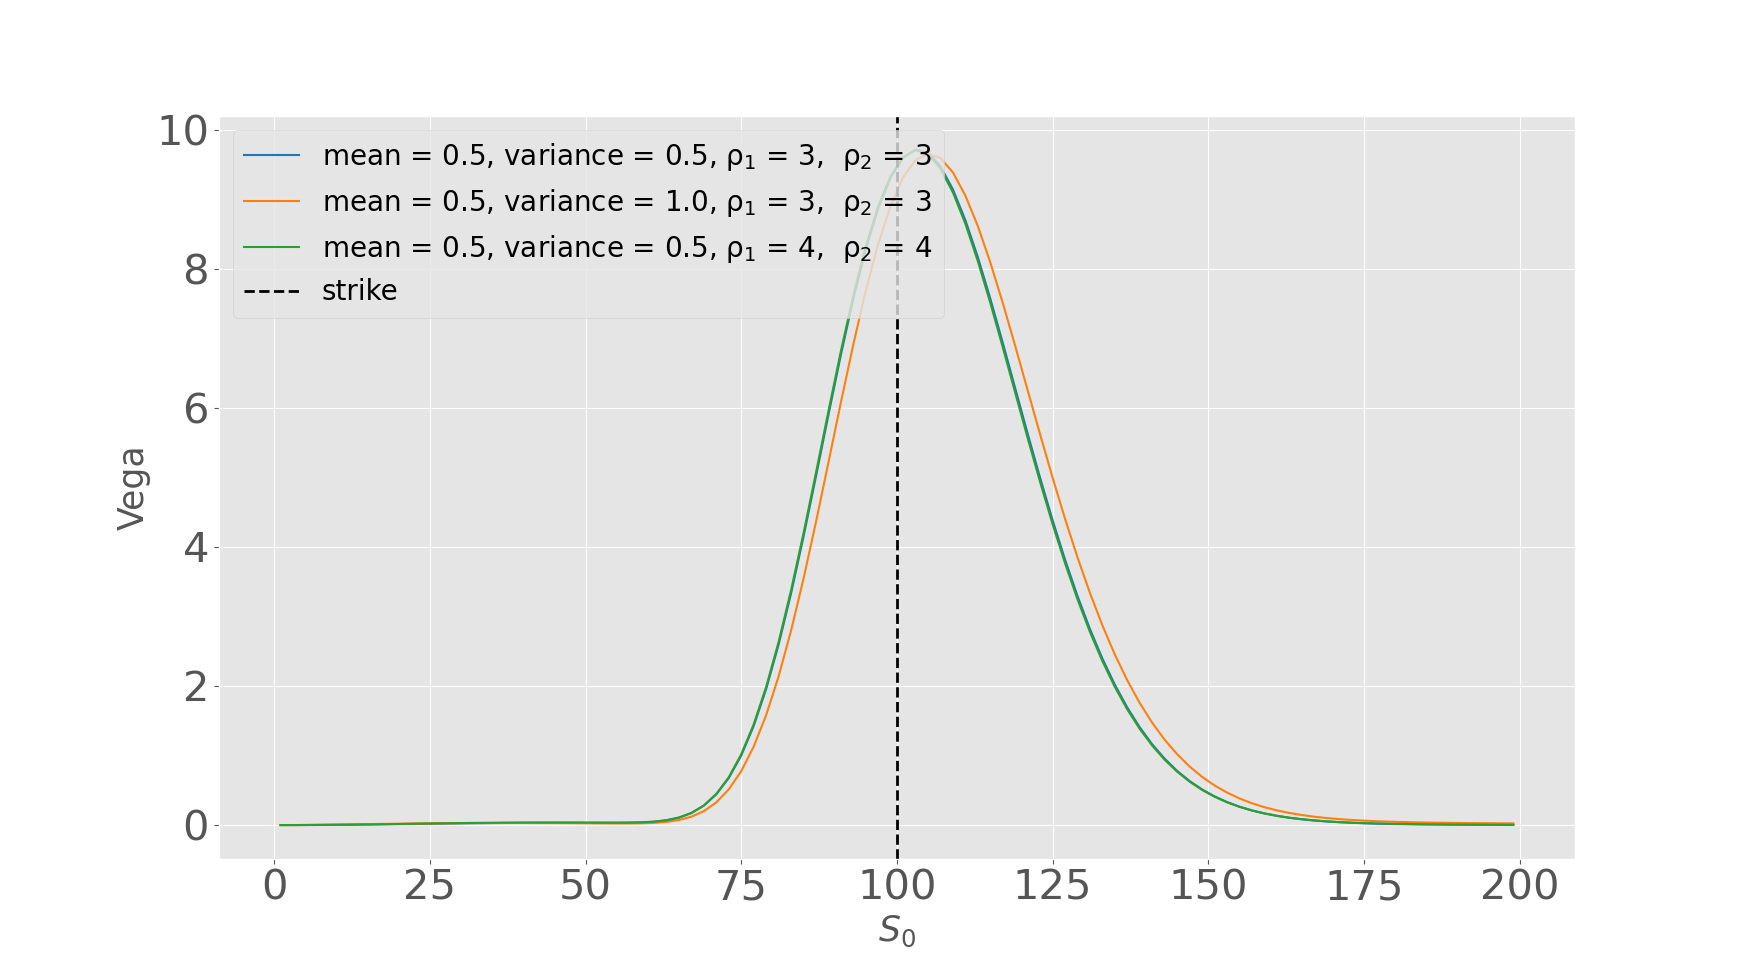 10
8
6
4
2
0
Vega
mean = 0.5, variance = 0.5, ρ₁ = 3, ρ₂ = 3
mean = 0.5, variance = 1.0, ρ₁ = 3, ρ₂ = 3
mean = 0.5, variance = 0.5, ρ₁ = 4, ρ₂ = 4
strike
0 25 50 75 100 125 150 175 200
S₀